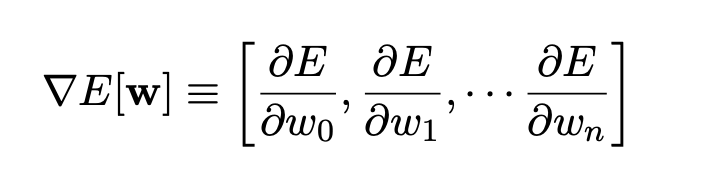 ∇E[𝐰] ≡ [∂E/∂w₀, ∂E/∂w₁, ⋯ ∂E/∂wₙ]